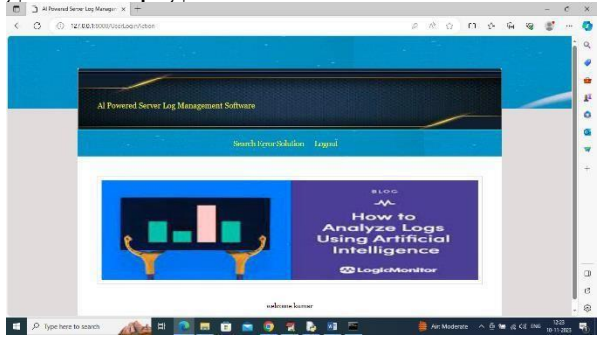 AI Powered Server Log Manager
127.0.0.1:8000/UserLoginAction
AI Powered Server Log Management Software
Search Error Solution Logout
BLOG
How to
Analyze Logs
Using Artificial
Intelligence
LogicMonitor
welcome kumar
Type here to search
Air: Moderate
ENG
12:23
10-11-2023